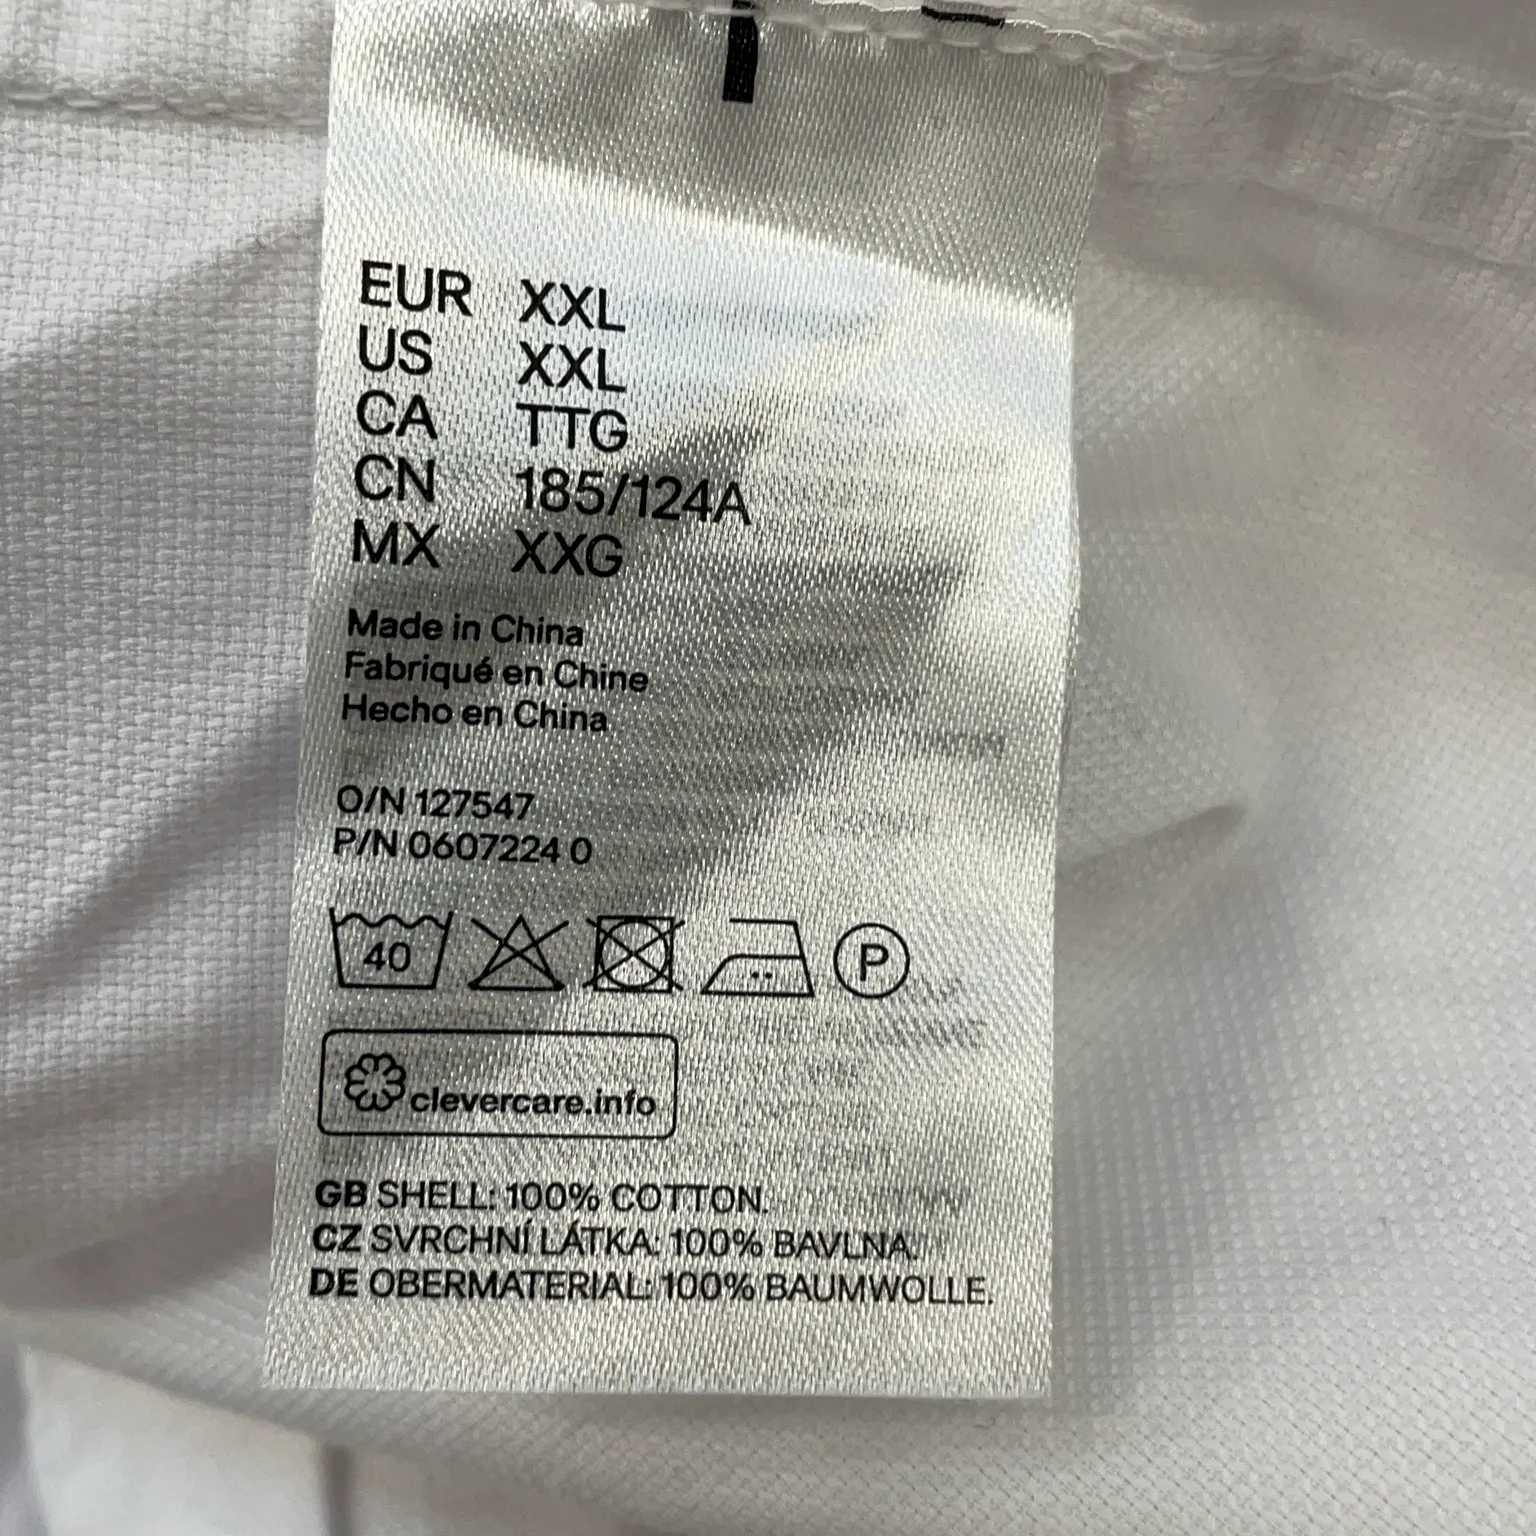 EUR XXL
US XXL
CA TTG
CN 185/124A
MX XXG
Made in China
Fabriqué en Chine
Hecho en China
O/N 127547
P/N 0607224 0
40 P
clevercare.info
GB SHELL: 100% COTTON.
CZ SVRCHNÍ LÁTKA: 100% BAVLNA.
DE OBERMATERIAL: 100% BAUMWOLLE.